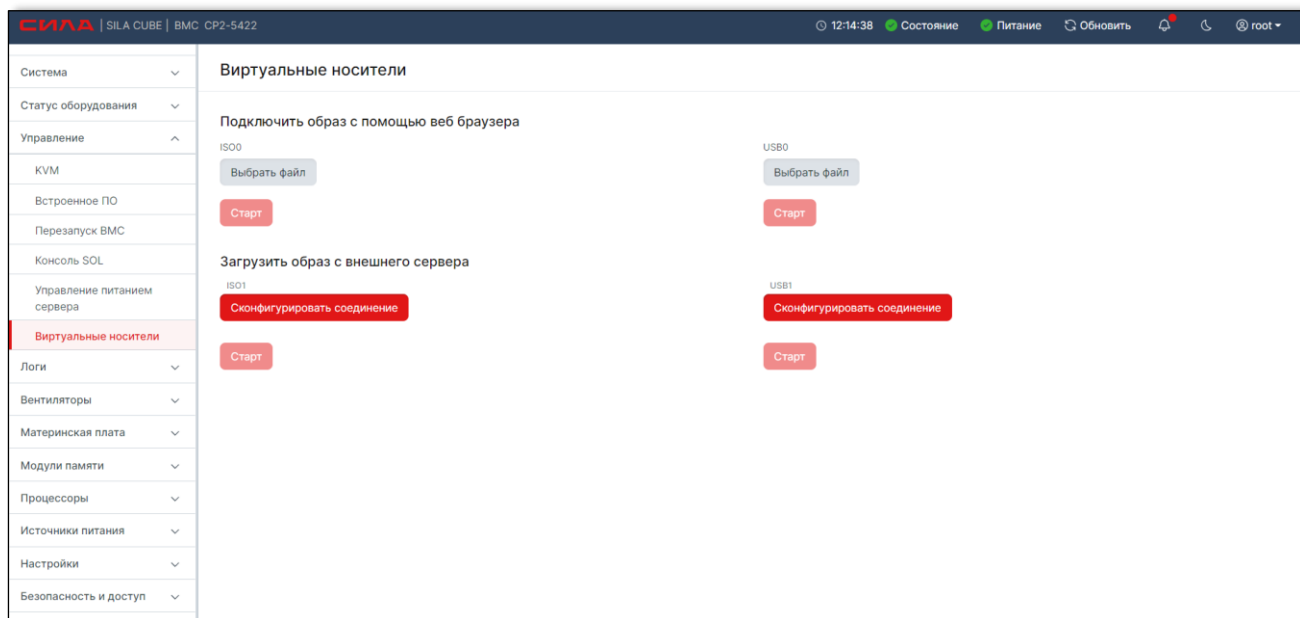 СИЛА | SILA CUBE | BMC CP2-5422
12:14:38 Состояние Питание Обновить root
Система
Статус оборудования
Управление
KVM
Встроенное ПО
Перезапуск BMC
Консоль SOL
Управление питанием
сервера
Виртуальные носители
Логи
Вентиляторы
Материнская плата
Модули памяти
Процессоры
Источники питания
Настройки
Безопасность и доступ
Виртуальные носители
Подключить образ с помощью веб браузера
ISO0
Выбрать файл
Старт
USB0
Выбрать файл
Старт
Загрузить образ с внешнего сервера
ISO1
Сконфигурировать соединение
Старт
USB1
Сконфигурировать соединение
Старт